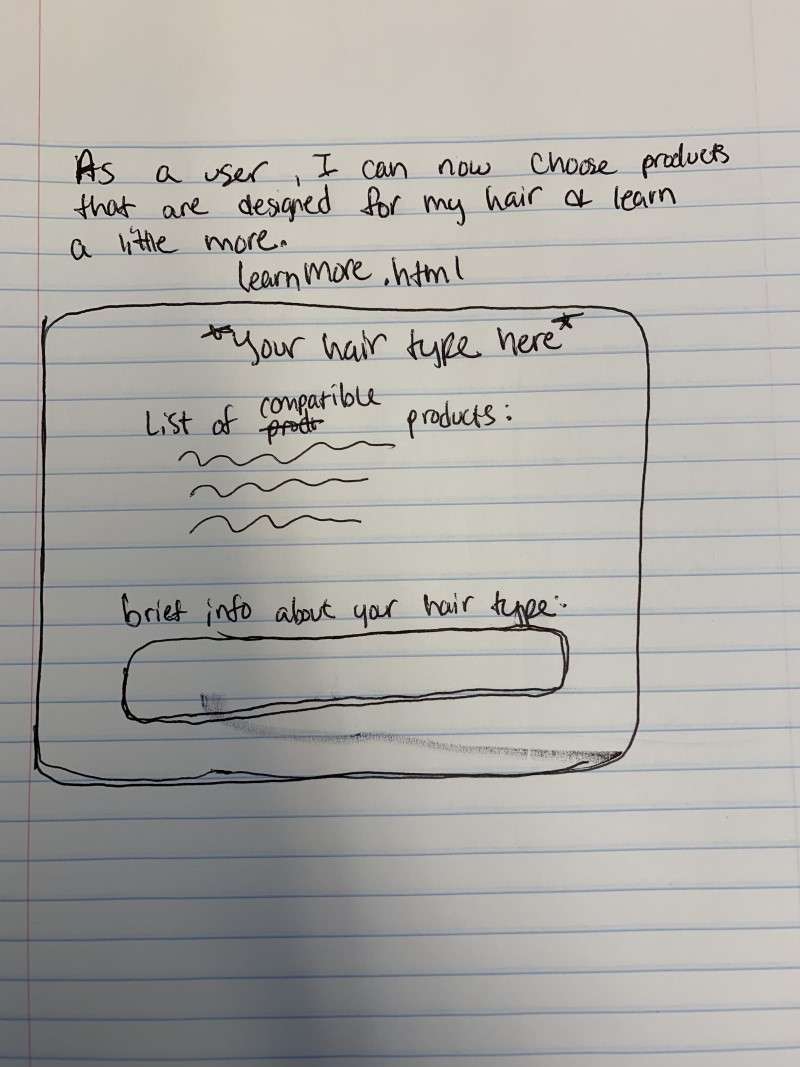 As a user, I can now choose products
that are designed for my hair & learn
a little more.
learnmore.html
*Your hair type here*
List of compatible products:
brief info about your hair type: